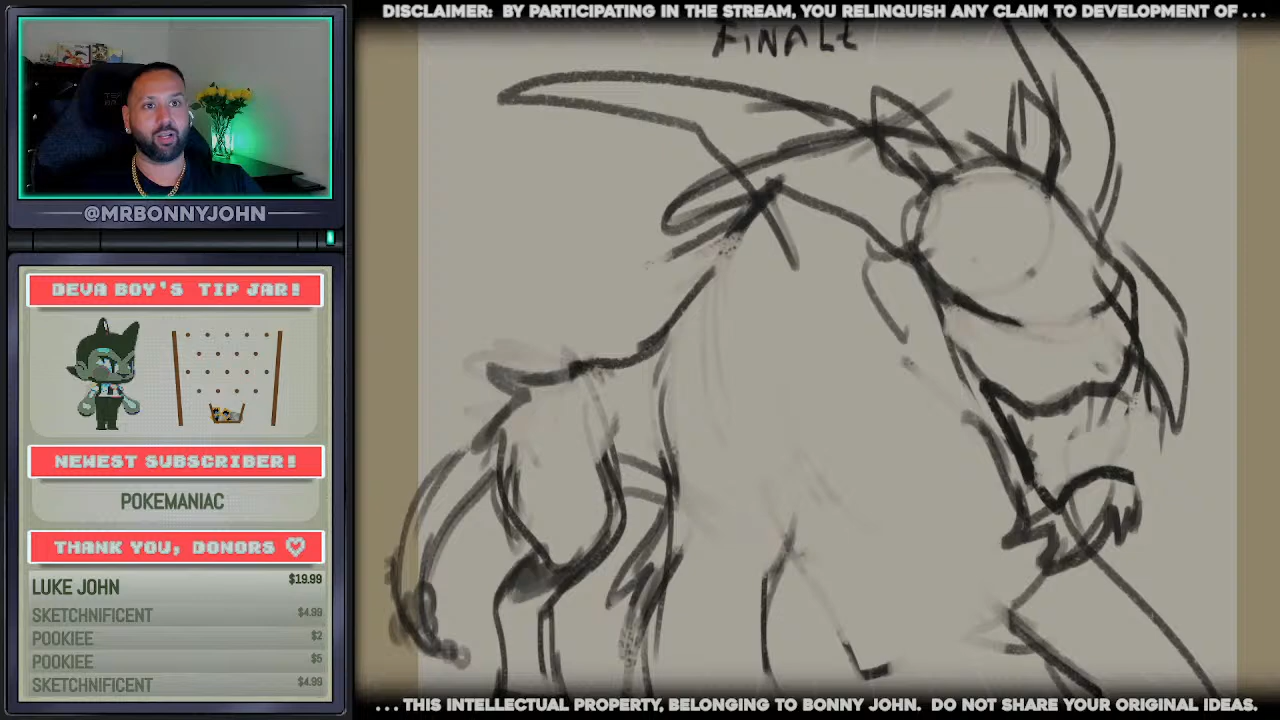 DISCLAIMER: BY PARTICIPATING IN THE STREAM, YOU RELINQUISH ANY CLAIM TO DEVELOPMENT OF . . .
FINALE
@MRBONNYJOHN
DEVA BOY'S TIP JAR!
NEWEST SUBSCRIBER!
POKEMANIAC
THANK YOU, DONORS ♡
LUKE JOHN $19.99
SKETCHNIFICENT $4.99
POOKIEE $2
POOKIEE $5
SKETCHNIFICENT $4.99
. . . THIS INTELLECTUAL PROPERTY, BELONGING TO BONNY JOHN. DO NOT SHARE YOUR ORIGINAL IDEAS.